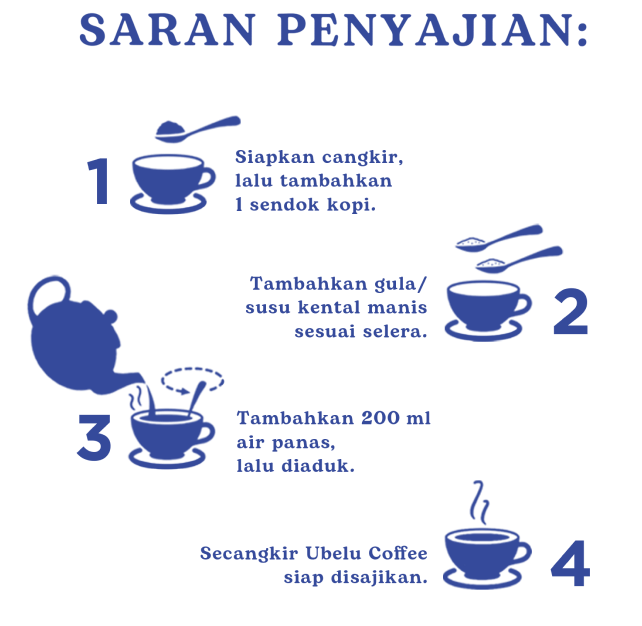 SARAN PENYAJIAN:
1
Siapkan cangkir,
lalu tambahkan
1 sendok kopi.
Tambahkan gula/
susu kental manis
sesuai selera.
2
3
Tambahkan 200 ml
air panas,
lalu diaduk.
Secangkir Ubelu Coffee
siap disajikan.
4